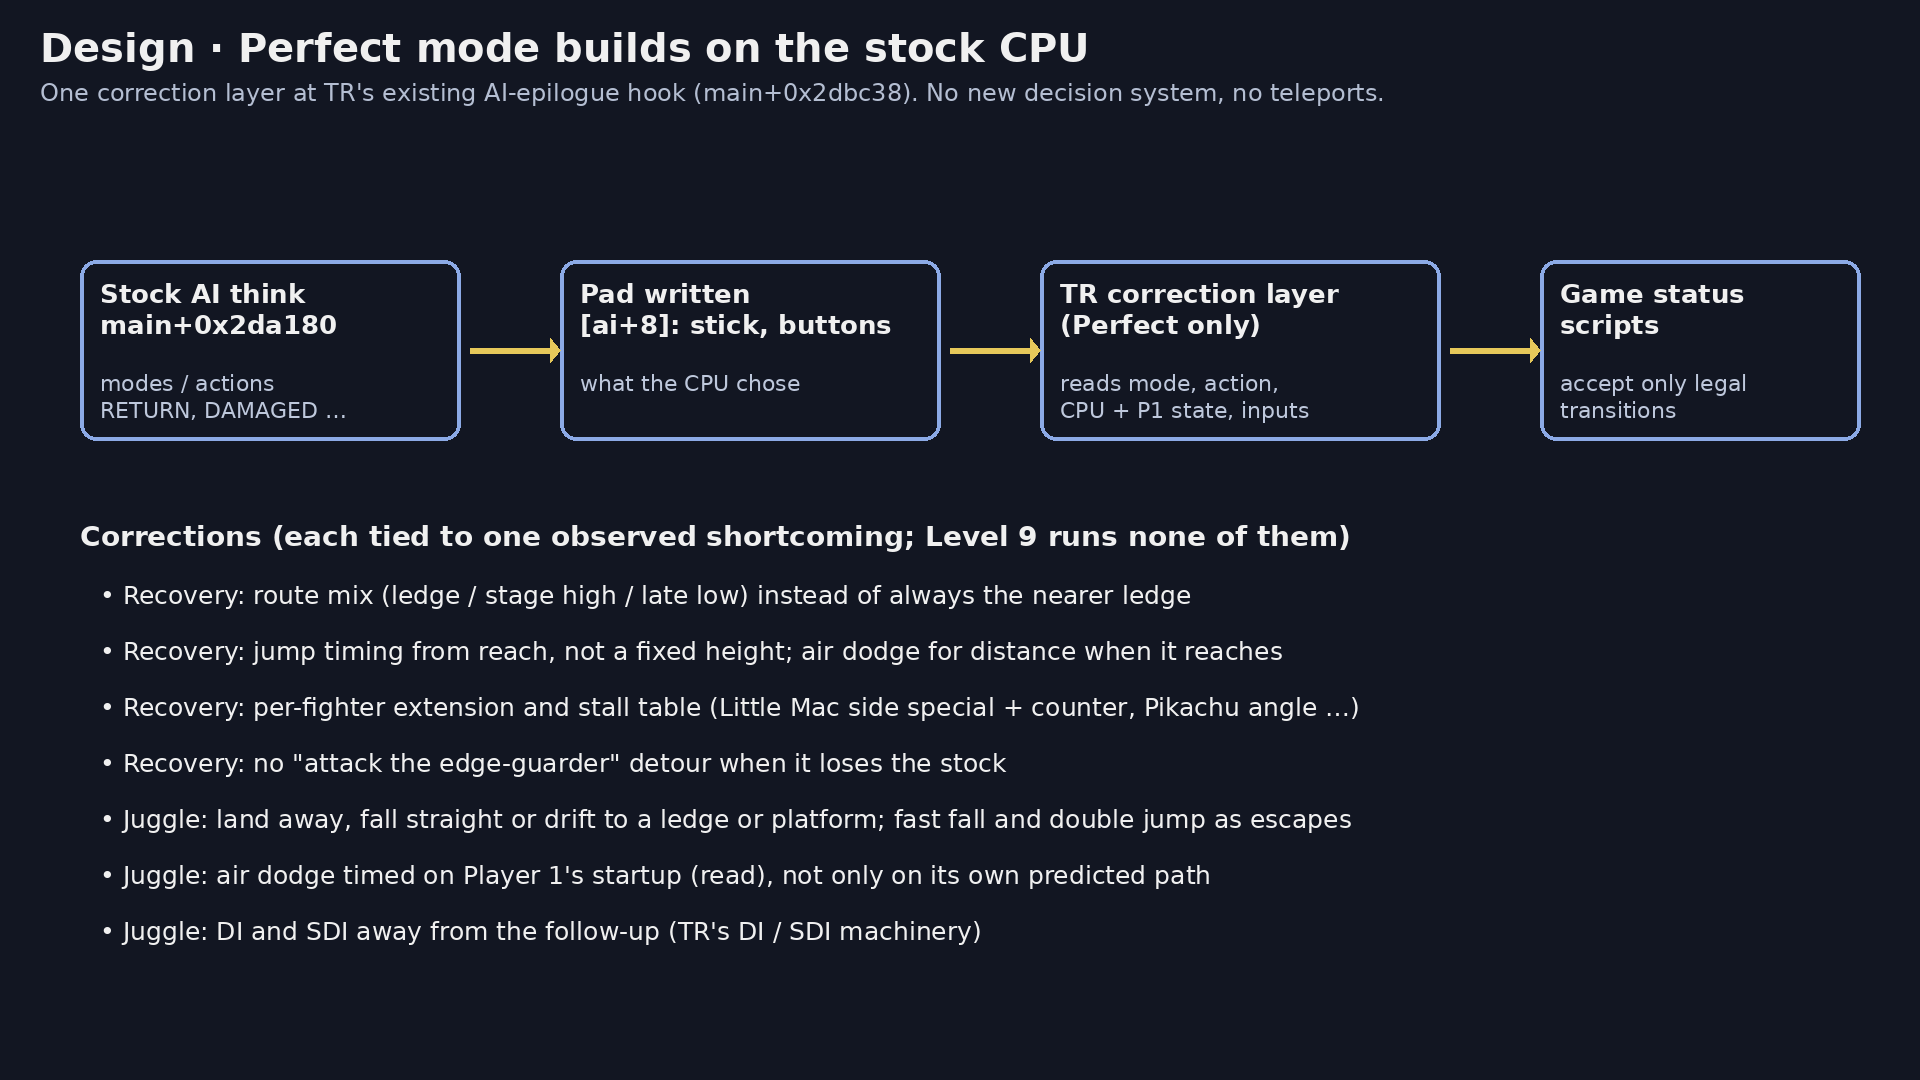 Design · Perfect mode builds on the stock CPU
One correction layer at TR's existing AI-epilogue hook (main+0x2dbc38). No new decision system, no teleports.
Stock AI think
main+0x2da180
modes / actions
RETURN, DAMAGED ...
Pad written
[ai+8]: stick, buttons
what the CPU chose
TR correction layer
(Perfect only)
reads mode, action,
CPU + P1 state, inputs
Game status
scripts
accept only legal
transitions
Corrections (each tied to one observed shortcoming; Level 9 runs none of them)
• Recovery: route mix (ledge / stage high / late low) instead of always the nearer ledge
• Recovery: jump timing from reach, not a fixed height; air dodge for distance when it reaches
• Recovery: per-fighter extension and stall table (Little Mac side special + counter, Pikachu angle ...)
• Recovery: no "attack the edge-guarder" detour when it loses the stock
• Juggle: land away, fall straight or drift to a ledge or platform; fast fall and double jump as escapes
• Juggle: air dodge timed on Player 1's startup (read), not only on its own predicted path
• Juggle: DI and SDI away from the follow-up (TR's DI / SDI machinery)